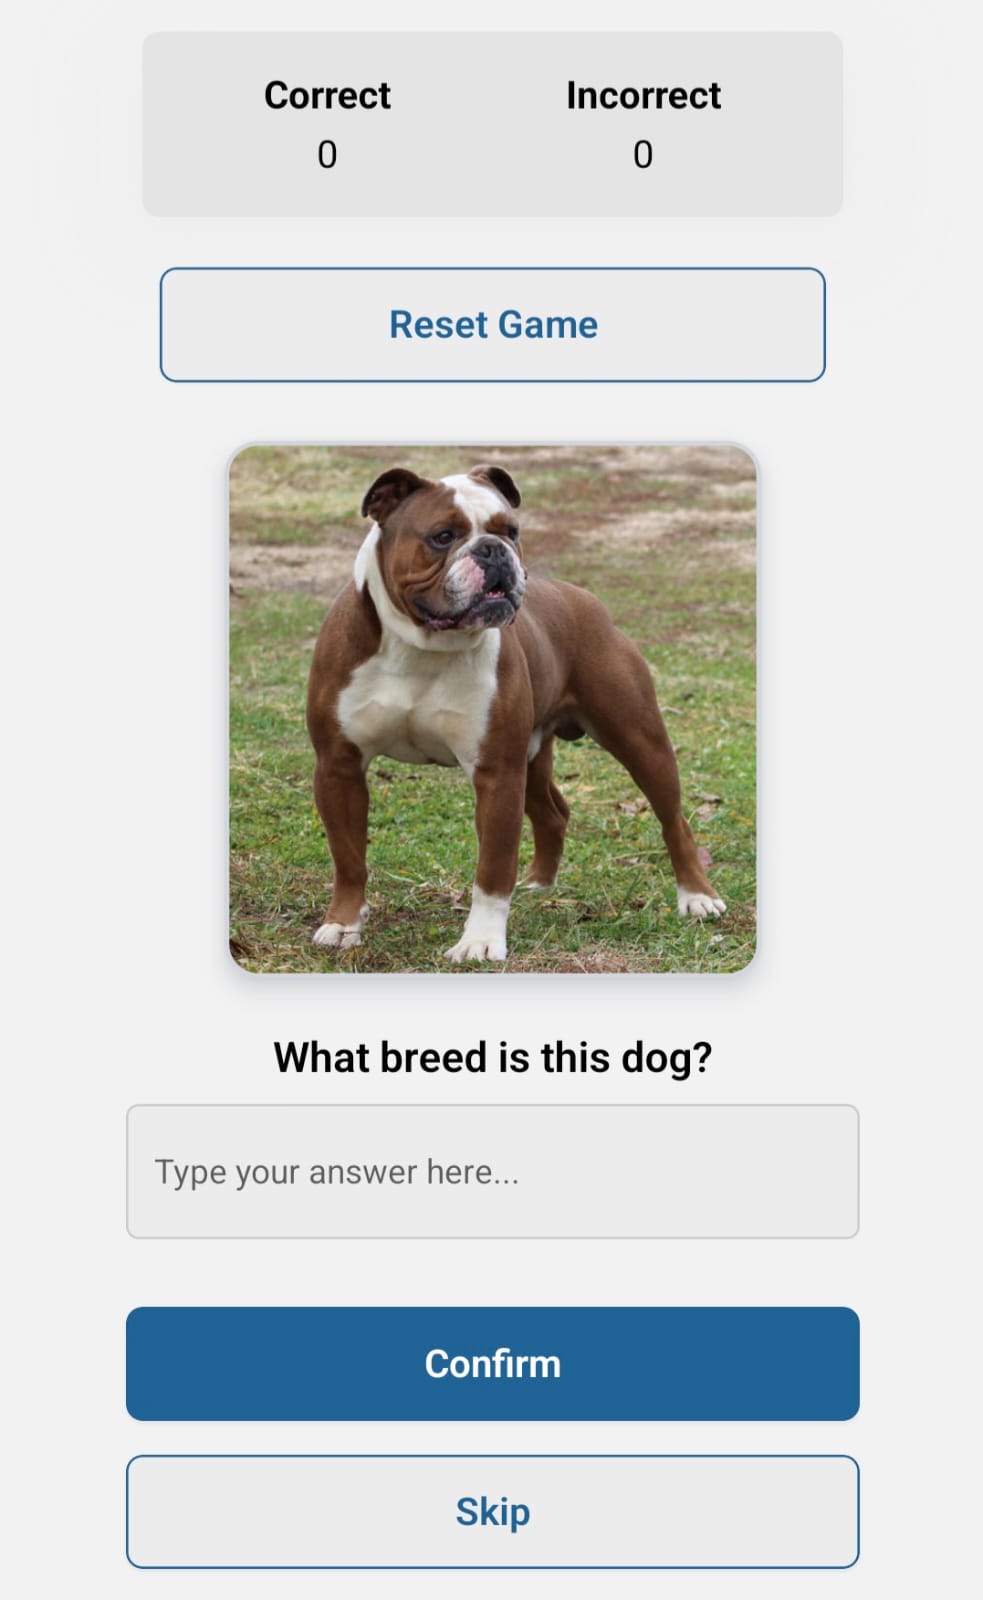 Correct
Incorrect
0
0
Reset Game
What breed is this dog?
Type your answer here...
Confirm
Skip